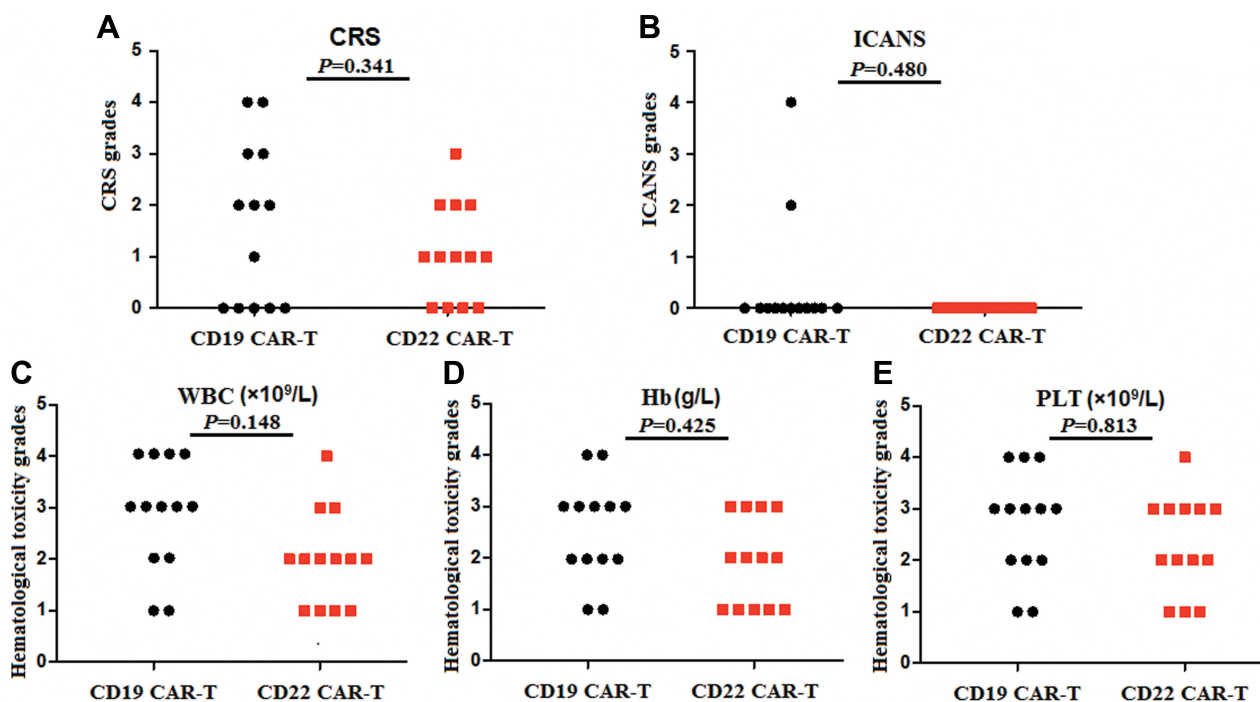 A
CRS
P=0.341
CRS grades
5
4
3
2
1
0
CD19 CAR-T
CD22 CAR-T
B
ICANS
P=0.480
ICANS grades
5
4
3
2
1
0
CD19 CAR-T
CD22 CAR-T
C
WBC (×10⁹/L)
P=0.148
Hematological toxicity grades
5
4
3
2
1
0
CD19 CAR-T
CD22 CAR-T
D
Hb(g/L)
P=0.425
Hematological toxicity grades
5
4
3
2
1
0
CD19 CAR-T
CD22 CAR-T
E
PLT (×10⁹/L)
P=0.813
Hematological toxicity grades
5
4
3
2
1
0
CD19 CAR-T
CD22 CAR-T